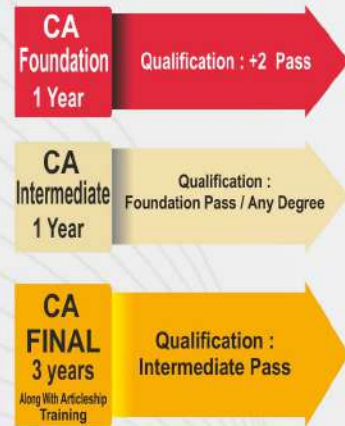 CA
Foundation
1 Year
Qualification : +2 Pass
CA
Intermediate
1 Year
Qualification :
Foundation Pass / Any Degree
CA
FINAL
3 years
Along With Articleship
Training
Qualification :
Intermediate Pass